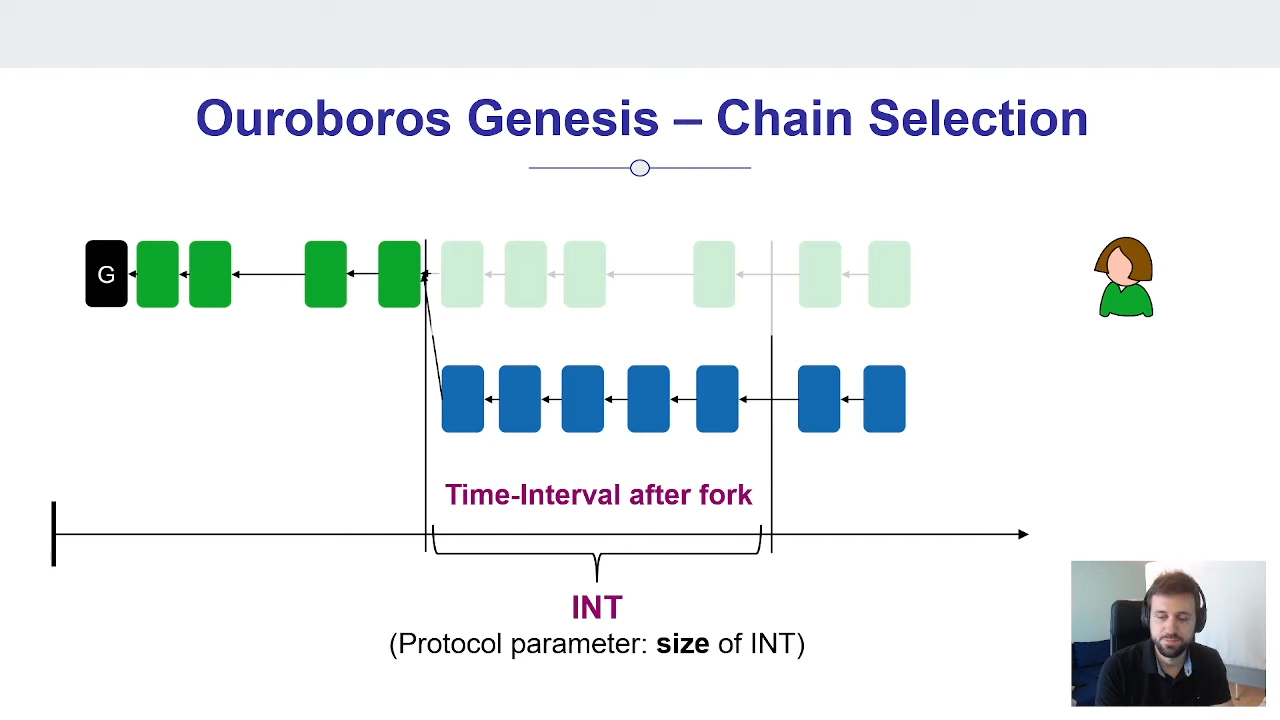 Ouroboros Genesis – Chain Selection
G
Time-Interval after fork
INT
(Protocol parameter: size of INT)